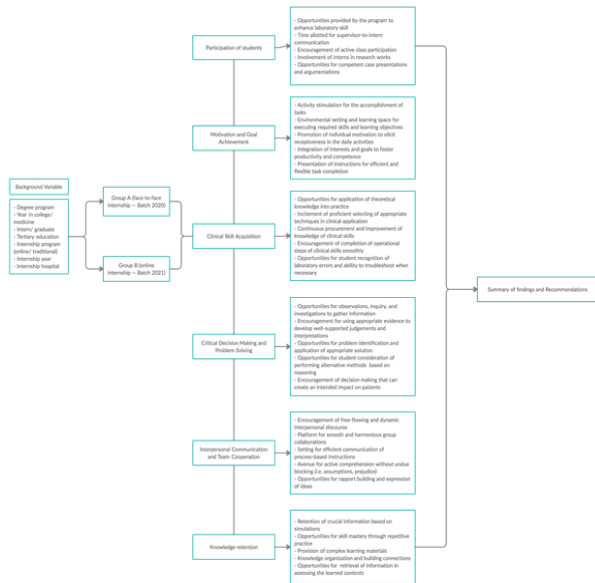 Background Variable
- Degree program
- Year in college/
medicine
- Intern/ graduate
- Tertiary education
- Internship program
(online/ traditional)
- Internship year
- Internship hospital
Group A (face-to-face
internship — Batch 2020)
Group B (online
internship — Batch 2021)
Participation of students
- Opportunities provided by the program to
enhance laboratory skill
- Time allotted for supervisor-to-intern
communication
- Encouragement of active class participation
- Involvement of interns in research works
- Opportunities for competent case presentations
and argumentations
Motivation and Goal
Achievement
- Activity stimulation for the accomplishment of
tasks
- Environmental setting and learning space for
executing required skills and learning objectives
- Promotion of individual motivation to elicit
receptiveness in the daily activities
- Integration of interests and goals to foster
productivity and competence
- Presentation of instructions for efficient and
flexible task completion
Clinical Skill Acquisition
- Opportunities for application of theoretical
knowledge into practice
- Incitement of proficient selecting of appropriate
techniques in clinical application
- Continuous procurement and improvement of
knowledge of clinical skills
- Encouragement of completion of operational
steps of clinical skills smoothly
- Opportunities for student recognition of
laboratory errors and ability to troubleshoot when
necessary
Critical Decision Making and
Problem Solving
- Opportunities for observations, inquiry, and
investigations to gather information
- Encouragement for using appropriate evidence to
develop well-supported judgements and
interpretations
- Opportunities for problem identification and
application of appropriate solution
- Opportunities for student consideration of
performing alternative methods based on
reasoning
- Encouragement of decision making that can
create an intended impact on patients
Interpersonal Communication
and Team Cooperation
- Encouragement of free-flowing and dynamic
interpersonal discourse
- Platform for smooth and harmonious group
collaborations
- Setting for efficient communication of
process-based instructions
- Avenue for active comprehension without undue
blocking (i.e. assumptions, prejudice)
- Opportunities for rapport building and expression
of ideas
Knowledge retention
- Retention of crucial information based on
simulations
- Opportunities for skill mastery through repetitive
practice
- Provision of complex learning materials
- Knowledge organization and building connections
- Opportunities for retrieval of information in
assessing the learned contents
Summary of findings and Recommendations